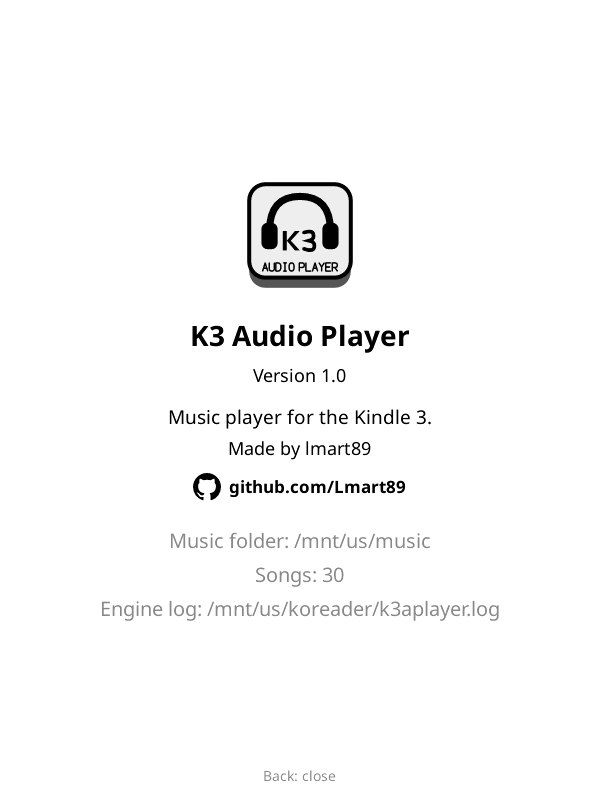 K3
AUDIO PLAYER
K3 Audio Player
Version 1.0
Music player for the Kindle 3.
Made by lmart89
github.com/Lmart89
Music folder: /mnt/us/music
Songs: 30
Engine log: /mnt/us/koreader/k3aplayer.log
Back: close